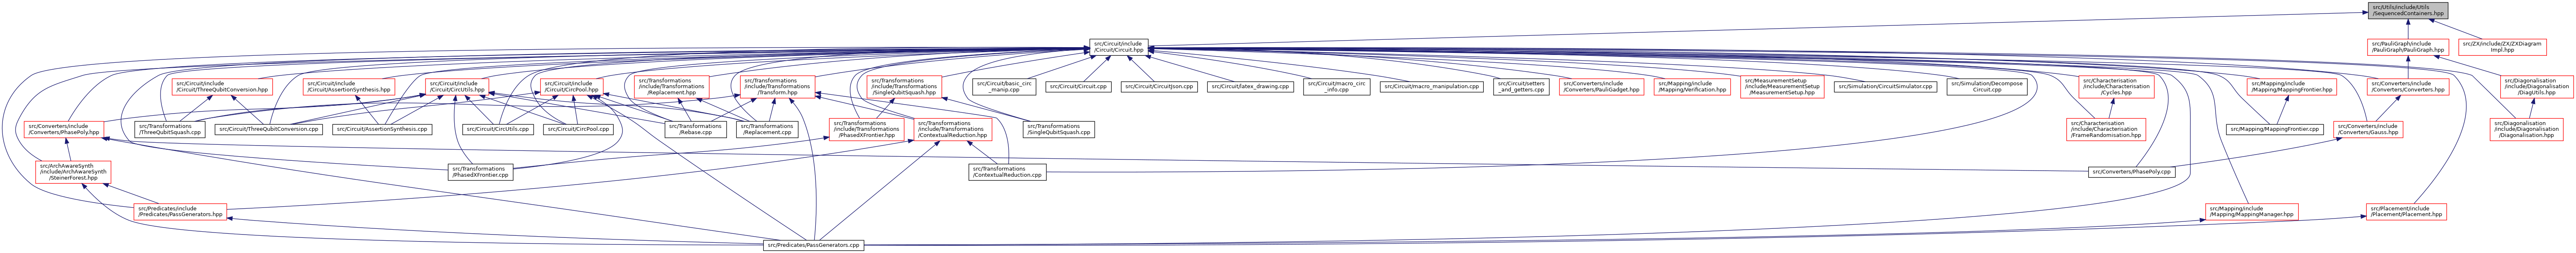 src/Utils/include/Utils
/SequencedContainers.hpp
src/Circuit/include
/Circuit/Circuit.hpp
src/PauliGraph/include
/PauliGraph/PauliGraph.hpp
src/ZX/include/ZX/ZXDiagram
Impl.hpp
src/Circuit/include
/Circuit/ThreeQubitConversion.hpp
src/Circuit/include
/Circuit/AssertionSynthesis.hpp
src/Circuit/include
/Circuit/CircUtils.hpp
src/Circuit/include
/Circuit/CircPool.hpp
src/Transformations
/include/Transformations
/Replacement.hpp
src/Transformations
/include/Transformations
/Transform.hpp
src/Transformations
/include/Transformations
/SingleQubitSquash.hpp
src/Circuit/basic_circ
_manip.cpp
src/Circuit/Circuit.cpp
src/Circuit/CircuitJson.cpp
src/Circuit/latex_drawing.cpp
src/Circuit/macro_circ
_info.cpp
src/Circuit/macro_manipulation.cpp
src/Circuit/setters
_and_getters.cpp
src/Converters/include
/Converters/PauliGadget.hpp
src/Mapping/include
/Mapping/Verification.hpp
src/MeasurementSetup
/include/MeasurementSetup
/MeasurementSetup.hpp
src/Simulation/CircuitSimulator.cpp
src/Simulation/Decompose
Circuit.cpp
src/Characterisation
/include/Characterisation
/Cycles.hpp
src/Mapping/include
/Mapping/MappingFrontier.hpp
src/Converters/include
/Converters/Converters.hpp
src/Diagonalisation
/include/Diagonalisation
/DiagUtils.hpp
src/Converters/include
/Converters/PhasePoly.hpp
src/Transformations
/ThreeQubitSquash.cpp
src/Circuit/ThreeQubitConversion.cpp
src/Circuit/AssertionSynthesis.cpp
src/Circuit/CircUtils.cpp
src/Circuit/CircPool.cpp
src/Transformations
/Rebase.cpp
src/Transformations
/Replacement.cpp
src/Transformations
/include/Transformations
/PhasedXFrontier.hpp
src/Transformations
/include/Transformations
/ContextualReduction.hpp
src/Transformations
/SingleQubitSquash.cpp
src/Characterisation
/include/Characterisation
/FrameRandomisation.hpp
src/Mapping/MappingFrontier.cpp
src/Converters/include
/Converters/Gauss.hpp
src/Diagonalisation
/include/Diagonalisation
/Diagonalisation.hpp
src/ArchAwareSynth
/include/ArchAwareSynth
/SteinerForest.hpp
src/Transformations
/PhasedXFrontier.cpp
src/Transformations
/ContextualReduction.cpp
src/Converters/PhasePoly.cpp
src/Predicates/include
/Predicates/PassGenerators.hpp
src/Mapping/include
/Mapping/MappingManager.hpp
src/Placement/include
/Placement/Placement.hpp
src/Predicates/PassGenerators.cpp